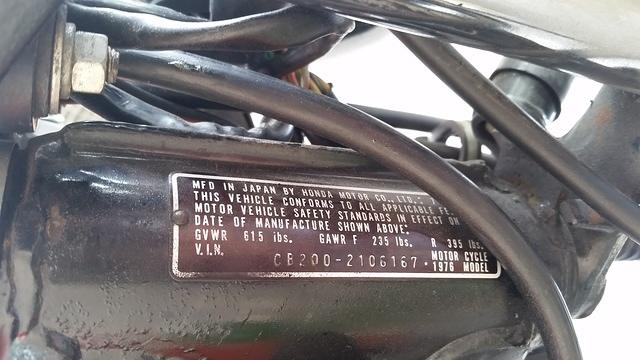 MFD IN JAPAN BY HONDA MOTOR CO., LTD.:
THIS VEHICLE CONFORMS TO ALL APPLICABLE
MOTOR VEHICLE SAFETY STANDARDS IN EFFECT ON
DATE OF MANUFACTURE SHOWN ABOVE:
GVWR 615 lbs. GAWR F 235 lbs. R 395 lbs.
V.I.N. CB200-2106167 • MOTOR CYCLE
1976 MODEL